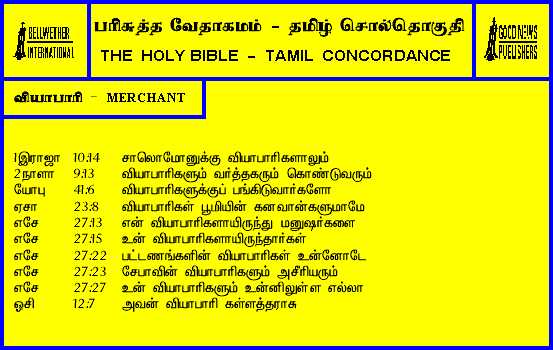 BELLWETHER
INTERNATIONAL
பரிசுத்த வேதாகமம் - தமிழ் சொல்தொகுதி
THE HOLY BIBLE - TAMIL CONCORDANCE
GOOD NEWS
PUBLISHERS
வியாபாரி - MERCHANT
1இராஜா 10:14 சாலொமோனுக்கு வியாபாரிகளாலும்
2நாளா 9:13 வியாபாரிகளும் வர்த்தகரும் கொண்டுவரும்
யோபு 41:6 வியாபாரிகளுக்குப் பங்கிடுவார்களோ
ஏசா 23:8 வியாபாரிகள் பூமியின் கனவான்களுமாமே
எசே 27:13 என் வியாபாரிகளாயிருந்து மனுஷர்களை
எசே 27:15 உன் வியாபாரிகளாயிருந்தார்கள்
எசே 27:22 பட்டணங்களின் வியாபாரிகள் உன்னோடே
எசே 27:23 சேபாவின் வியாபாரிகளும் அசீரியரும்
எசே 27:27 உன் வியாபாரிகளும் உன்னிலுள்ள எல்லா
ஓசி 12:7 அவன் வியாபாரி கள்ளத்தராசு